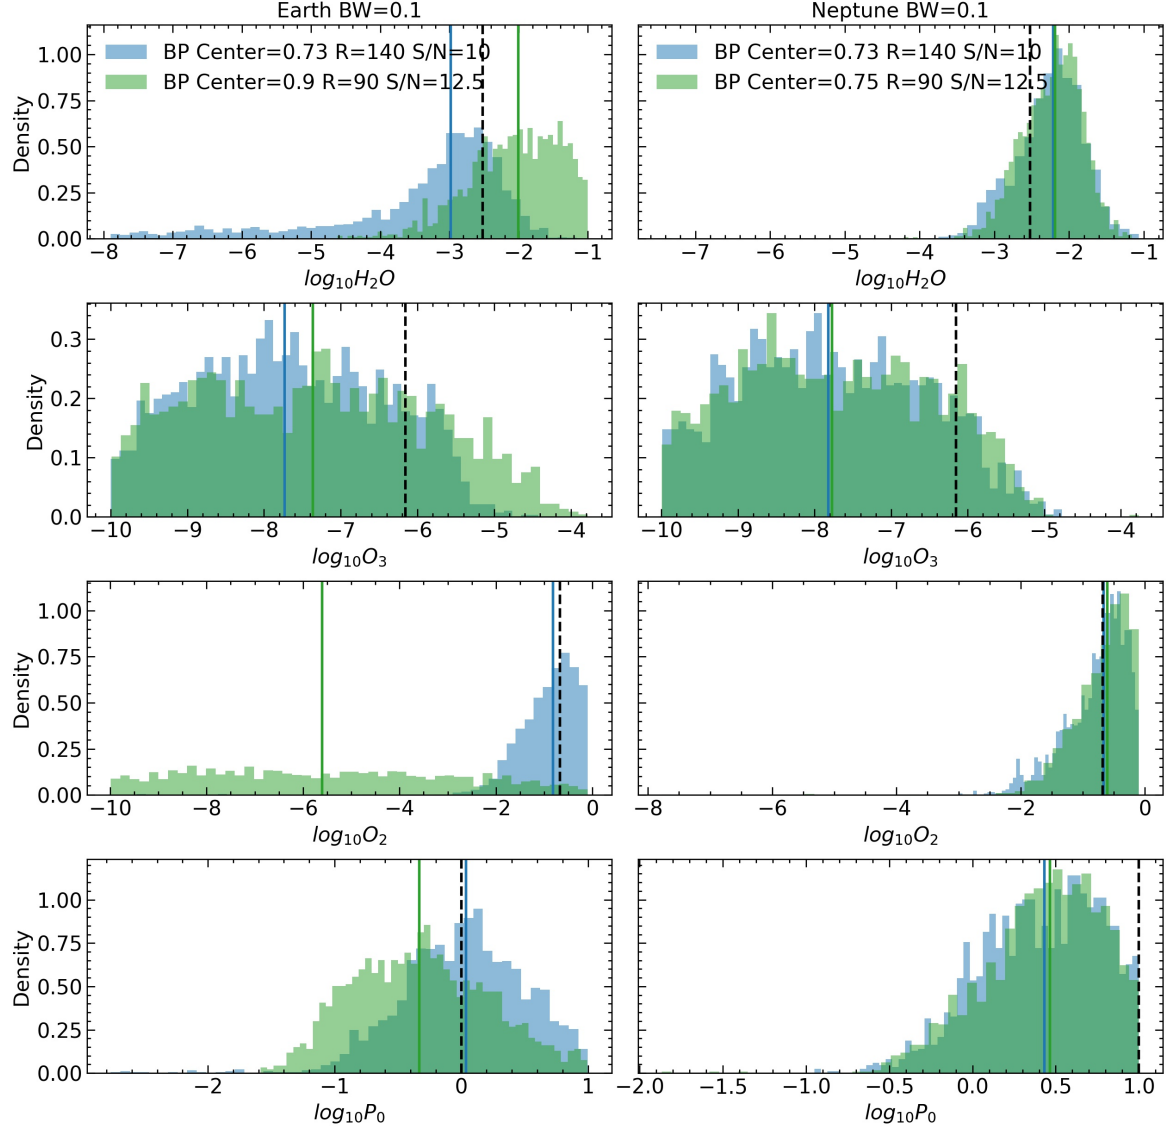 Earth BW=0.1
BP Center=0.73 R=140 S/N=10
BP Center=0.9 R=90 S/N=12.5
Density
1.00
0.75
0.50
0.25
0.00
−8 −7 −6 −5 −4 −3 −2 −1
log10H2O
Neptune BW=0.1
BP Center=0.73 R=140 S/N=10
BP Center=0.75 R=90 S/N=12.5
−7 −6 −5 −4 −3 −2 −1
log10H2O
Density
0.3
0.2
0.1
0.0
−10 −9 −8 −7 −6 −5 −4
log10O3
−10 −9 −8 −7 −6 −5 −4
log10O3
Density
1.00
0.75
0.50
0.25
0.00
−10 −8 −6 −4 −2 0
log10O2
−8 −6 −4 −2 0
log10O2
Density
1.00
0.75
0.50
0.25
0.00
−2 −1 0 1
log10P0
−2.0 −1.5 −1.0 −0.5 0.0 0.5 1.0
log10P0